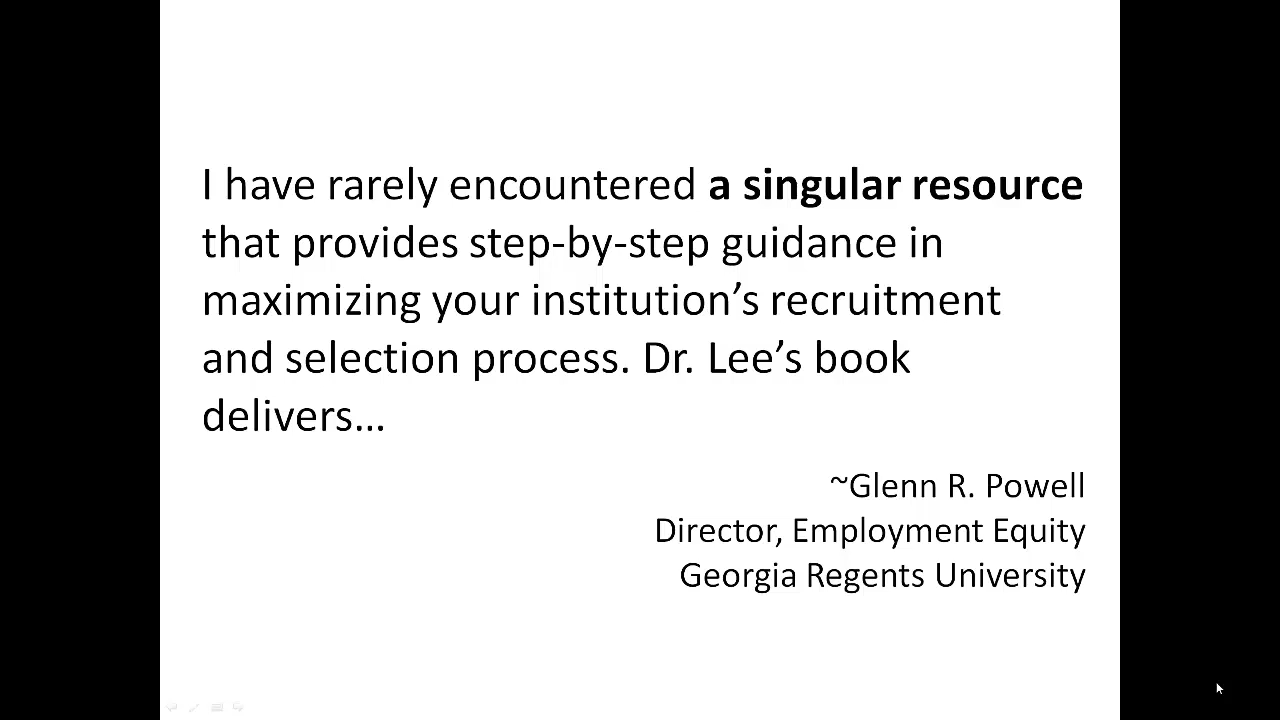 I have rarely encountered a singular resource
that provides step-by-step guidance in
maximizing your institution’s recruitment
and selection process. Dr. Lee’s book
delivers…
~Glenn R. Powell
Director, Employment Equity
Georgia Regents University